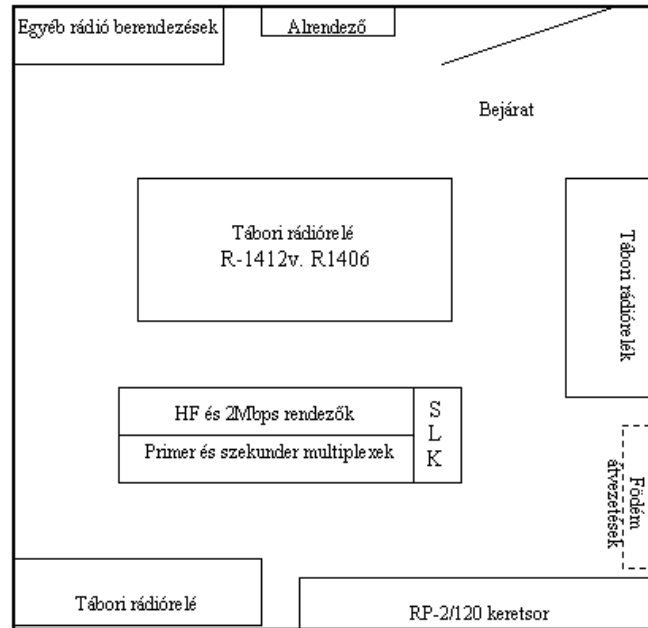 Egyéb rádió berendezések
Alrendező
Bejárat
Tábori rádiórelé
R-1412v. R1406
Tábori rádiórelék
HF és 2Mbps rendezők
Primer és szekunder multiplexek
S
L
K
Födém
átvezetések
Tábori rádiórelé
RP-2/120 keretsor